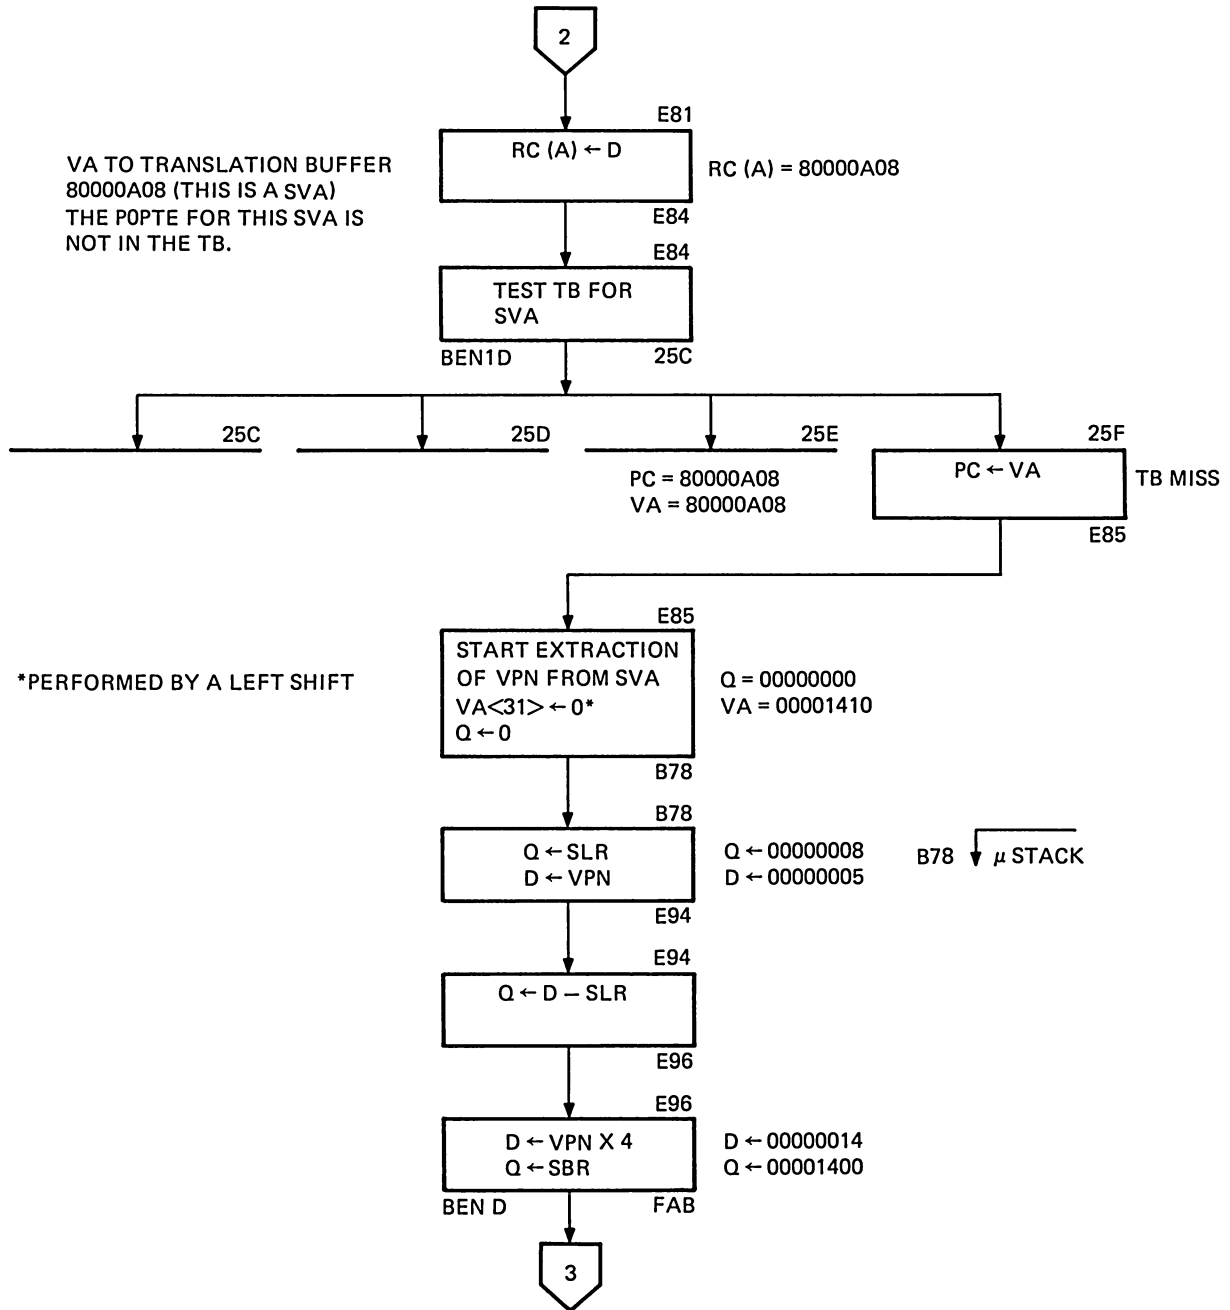 2
E81
RC (A) ← D
RC (A) = 80000A08
VA TO TRANSLATION BUFFER
80000A08 (THIS IS A SVA)
THE P0PTE FOR THIS SVA IS
NOT IN THE TB.
E84
E84
TEST TB FOR
SVA
BEN1D
25C
25C
25D
25E
25F
PC = 80000A08
VA = 80000A08
PC ← VA
TB MISS
E85
E85
START EXTRACTION
OF VPN FROM SVA
VA<31> ← 0*
Q ← 0
*PERFORMED BY A LEFT SHIFT
Q = 00000000
VA = 00001410
B78
B78
Q ← SLR
D ← VPN
Q ← 00000008
D ← 00000005
B78 μ STACK
E94
E94
Q ← D – SLR
E96
E96
D ← VPN X 4
Q ← SBR
D ← 00000014
Q ← 00001400
BEN D
FAB
3